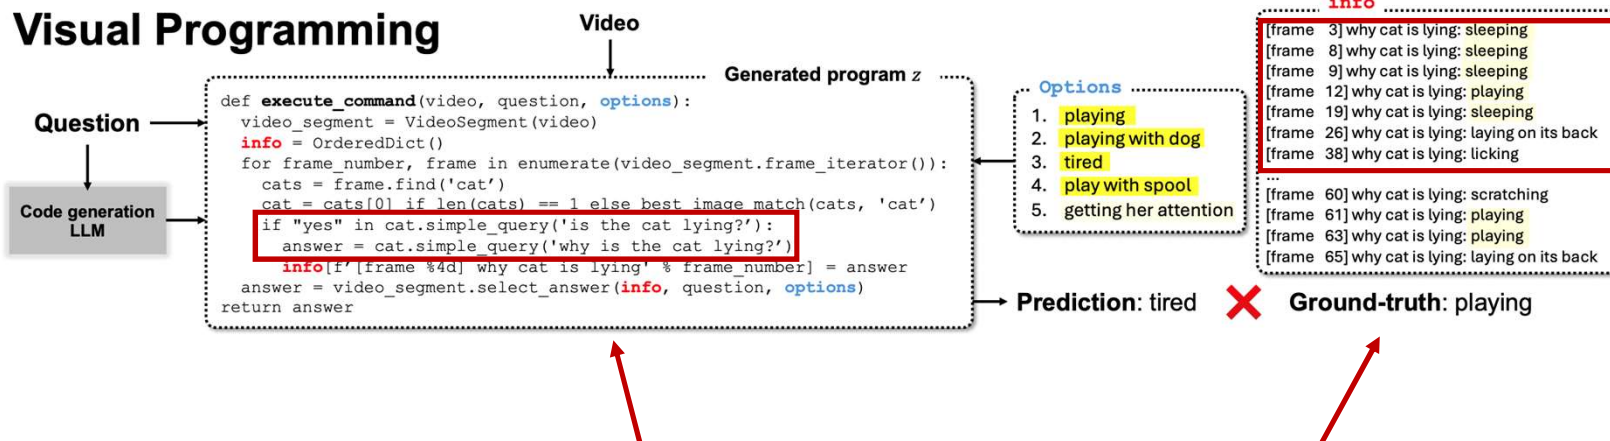 Visual Programming
Video
Question
Code generation
LLM
Generated program z
def execute_command(video, question, options):
  video_segment = VideoSegment(video)
  info = OrderedDict()
  for frame_number, frame in enumerate(video_segment.frame_iterator()):
    cats = frame.find('cat')
    cat = cats[0] if len(cats) == 1 else best_image_match(cats, 'cat')
    if "yes" in cat.simple_query('is the cat lying?'):
      answer = cat.simple_query('why is the cat lying?')
      info[f'[frame %4d] why cat is lying' % frame_number] = answer
  answer = video_segment.select_answer(info, question, options)
return answer
Options
1. playing
2. playing with dog
3. tired
4. play with spool
5. getting her attention
info
[frame 3] why cat is lying: sleeping
[frame 8] why cat is lying: sleeping
[frame 9] why cat is lying: sleeping
[frame 12] why cat is lying: playing
[frame 19] why cat is lying: sleeping
[frame 26] why cat is lying: laying on its back
[frame 38] why cat is lying: licking
...
[frame 60] why cat is lying: scratching
[frame 61] why cat is lying: playing
[frame 63] why cat is lying: playing
[frame 65] why cat is lying: laying on its back
Prediction: tired
Ground-truth: playing